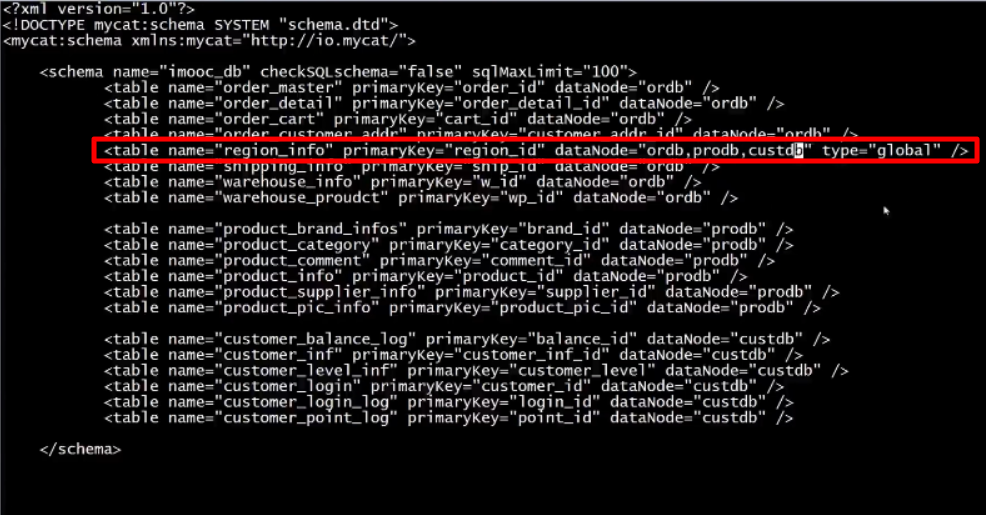 <?xml version="1.0"?>
<!DOCTYPE mycat:schema SYSTEM "schema.dtd">
<mycat:schema xmlns:mycat="http://io.mycat/">
<schema name="imooc_db" checkSQLschema="false" sqlMaxLimit="100">
<table name="order_master" primaryKey="order_id" dataNode="ordb" />
<table name="order_detail" primaryKey="order_detail_id" dataNode="ordb" />
<table name="order_cart" primaryKey="cart_id" dataNode="ordb" />
<table name="order_customer_addr" primaryKey="customer_addr_id" dataNode="ordb" />
<table name="region_info" primaryKey="region_id" dataNode="ordb,prodb,custdb" type="global" />
<table name="shipping_info" primaryKey="ship_id" dataNode="ordb" />
<table name="warehouse_info" primaryKey="w_id" dataNode="ordb" />
<table name="warehouse_proudct" primaryKey="wp_id" dataNode="ordb" />
<table name="product_brand_infos" primaryKey="brand_id" dataNode="prodb" />
<table name="product_category" primaryKey="category_id" dataNode="prodb" />
<table name="product_comment" primaryKey="comment_id" dataNode="prodb" />
<table name="product_info" primaryKey="product_id" dataNode="prodb" />
<table name="product_supplier_info" primaryKey="supplier_id" dataNode="prodb" />
<table name="product_pic_info" primaryKey="product_pic_id" dataNode="prodb" />
<table name="customer_balance_log" primaryKey="balance_id" dataNode="custdb" />
<table name="customer_inf" primaryKey="customer_inf_id" dataNode="custdb" />
<table name="customer_level_inf" primaryKey="customer_level" dataNode="custdb" />
<table name="customer_login" primaryKey="customer_id" dataNode="custdb" />
<table name="customer_login_log" primaryKey="login_id" dataNode="custdb" />
<table name="customer_point_log" primaryKey="point_id" dataNode="custdb" />
</schema>